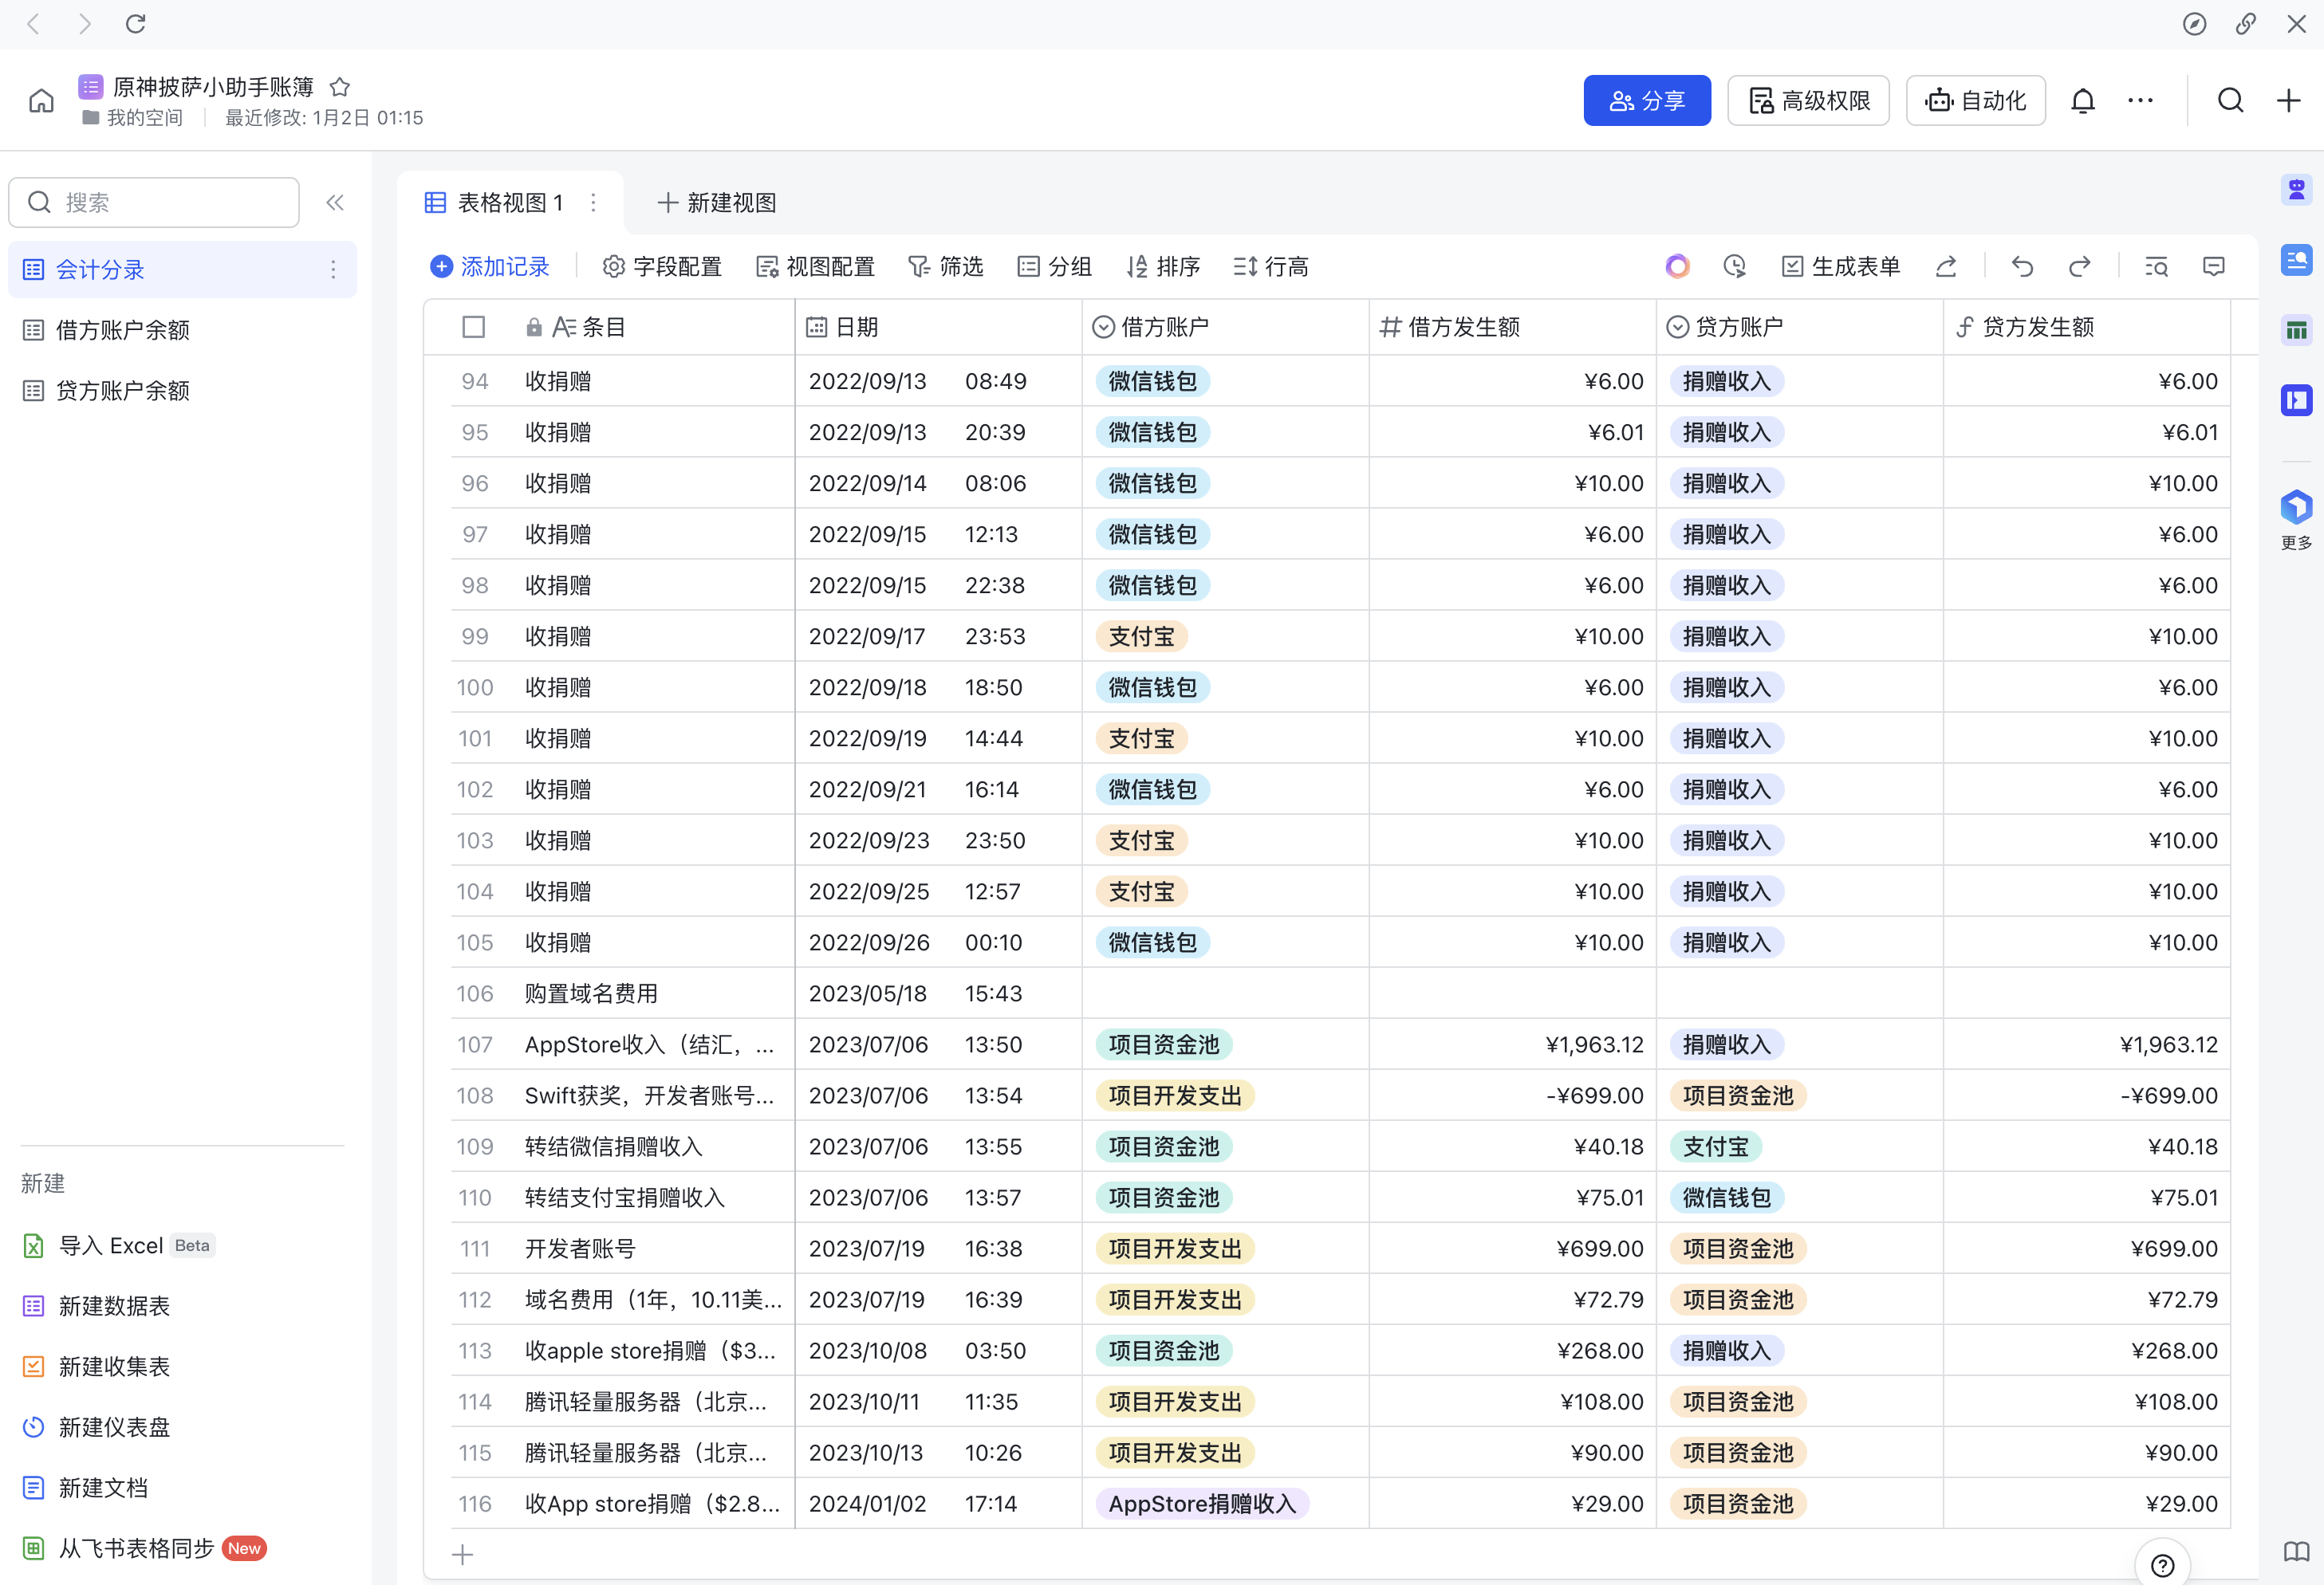 原神披萨小助手账簿
我的空间 最近修改: 1月2日 01:15
分享 高级权限 自动化
搜索
会计分录
借方账户余额
贷方账户余额
新建
导入 Excel Beta
新建数据表
新建收集表
新建仪表盘
新建文档
从飞书表格同步 New
表格视图 1 新建视图
添加记录 字段配置 视图配置 筛选 分组 排序 行高 生成表单
条目 日期 借方账户 借方发生额 贷方账户 贷方发生额
94 收捐赠 2022/09/13 08:49 微信钱包 ¥6.00 捐赠收入 ¥6.00
95 收捐赠 2022/09/13 20:39 微信钱包 ¥6.01 捐赠收入 ¥6.01
96 收捐赠 2022/09/14 08:06 微信钱包 ¥10.00 捐赠收入 ¥10.00
97 收捐赠 2022/09/15 12:13 微信钱包 ¥6.00 捐赠收入 ¥6.00
98 收捐赠 2022/09/15 22:38 微信钱包 ¥6.00 捐赠收入 ¥6.00
99 收捐赠 2022/09/17 23:53 支付宝 ¥10.00 捐赠收入 ¥10.00
100 收捐赠 2022/09/18 18:50 微信钱包 ¥6.00 捐赠收入 ¥6.00
101 收捐赠 2022/09/19 14:44 支付宝 ¥10.00 捐赠收入 ¥10.00
102 收捐赠 2022/09/21 16:14 微信钱包 ¥6.00 捐赠收入 ¥6.00
103 收捐赠 2022/09/23 23:50 支付宝 ¥10.00 捐赠收入 ¥10.00
104 收捐赠 2022/09/25 12:57 支付宝 ¥10.00 捐赠收入 ¥10.00
105 收捐赠 2022/09/26 00:10 微信钱包 ¥10.00 捐赠收入 ¥10.00
106 购置域名费用 2023/05/18 15:43
107 AppStore收入（结汇，... 2023/07/06 13:50 项目资金池 ¥1,963.12 捐赠收入 ¥1,963.12
108 Swift获奖，开发者账号... 2023/07/06 13:54 项目开发支出 -¥699.00 项目资金池 -¥699.00
109 转结微信捐赠收入 2023/07/06 13:55 项目资金池 ¥40.18 支付宝 ¥40.18
110 转结支付宝捐赠收入 2023/07/06 13:57 项目资金池 ¥75.01 微信钱包 ¥75.01
111 开发者账号 2023/07/19 16:38 项目开发支出 ¥699.00 项目资金池 ¥699.00
112 域名费用（1年，10.11美... 2023/07/19 16:39 项目开发支出 ¥72.79 项目资金池 ¥72.79
113 收apple store捐赠（$3... 2023/10/08 03:50 项目资金池 ¥268.00 捐赠收入 ¥268.00
114 腾讯轻量服务器（北京... 2023/10/11 11:35 项目开发支出 ¥108.00 项目资金池 ¥108.00
115 腾讯轻量服务器（北京... 2023/10/13 10:26 项目开发支出 ¥90.00 项目资金池 ¥90.00
116 收App store捐赠（$2.8... 2024/01/02 17:14 AppStore捐赠收入 ¥29.00 项目资金池 ¥29.00
更多